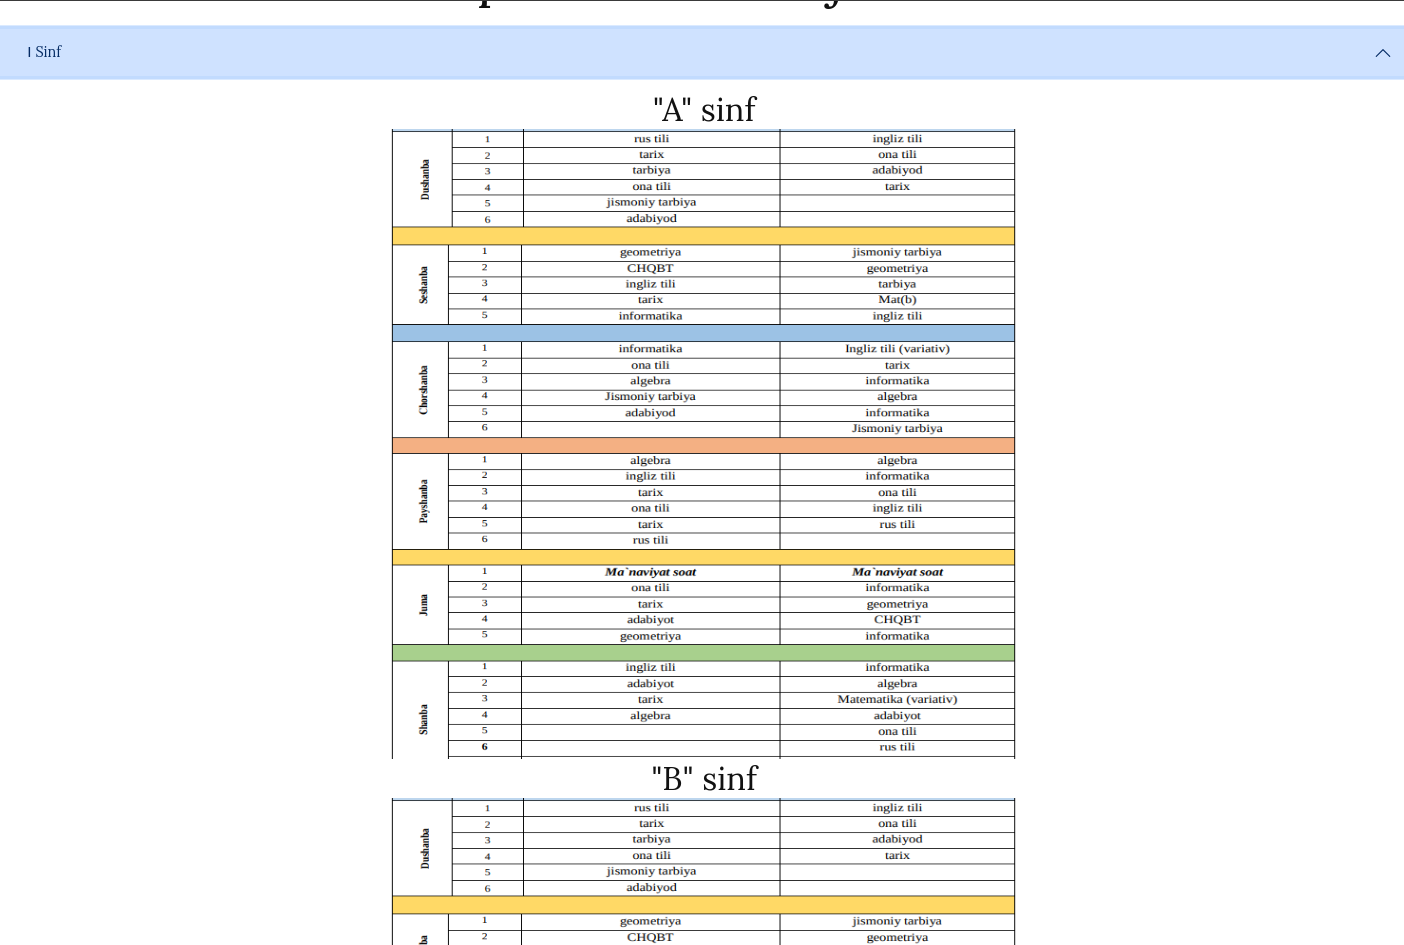 I Sinf
"A" sinf
Dushanba
1 rus tili ingliz tili
2 tarix ona tili
3 tarbiya adabiyod
4 ona tili tarix
5 jismoniy tarbiya
6 adabiyod
Seshanba
1 geometriya jismoniy tarbiya
2 CHQBT geometriya
3 ingliz tili tarbiya
4 tarix Mat(b)
5 informatika ingliz tili
Chorshanba
1 informatika Ingliz tili (variativ)
2 ona tili tarix
3 algebra informatika
4 Jismoniy tarbiya algebra
5 adabiyod informatika
6 Jismoniy tarbiya
Payshanba
1 algebra algebra
2 ingliz tili informatika
3 tarix ona tili
4 ona tili ingliz tili
5 tarix rus tili
6 rus tili
Juma
1 Ma`naviyat soat Ma`naviyat soat
2 ona tili informatika
3 tarix geometriya
4 adabiyot CHQBT
5 geometriya informatika
Shanba
1 ingliz tili informatika
2 adabiyot algebra
3 tarix Matematika (variativ)
4 algebra adabiyot
5 ona tili
6 rus tili
"B" sinf
Dushanba
1 rus tili ingliz tili
2 tarix ona tili
3 tarbiya adabiyod
4 ona tili tarix
5 jismoniy tarbiya
6 adabiyod
1 geometriya jismoniy tarbiya
2 CHQBT geometriya